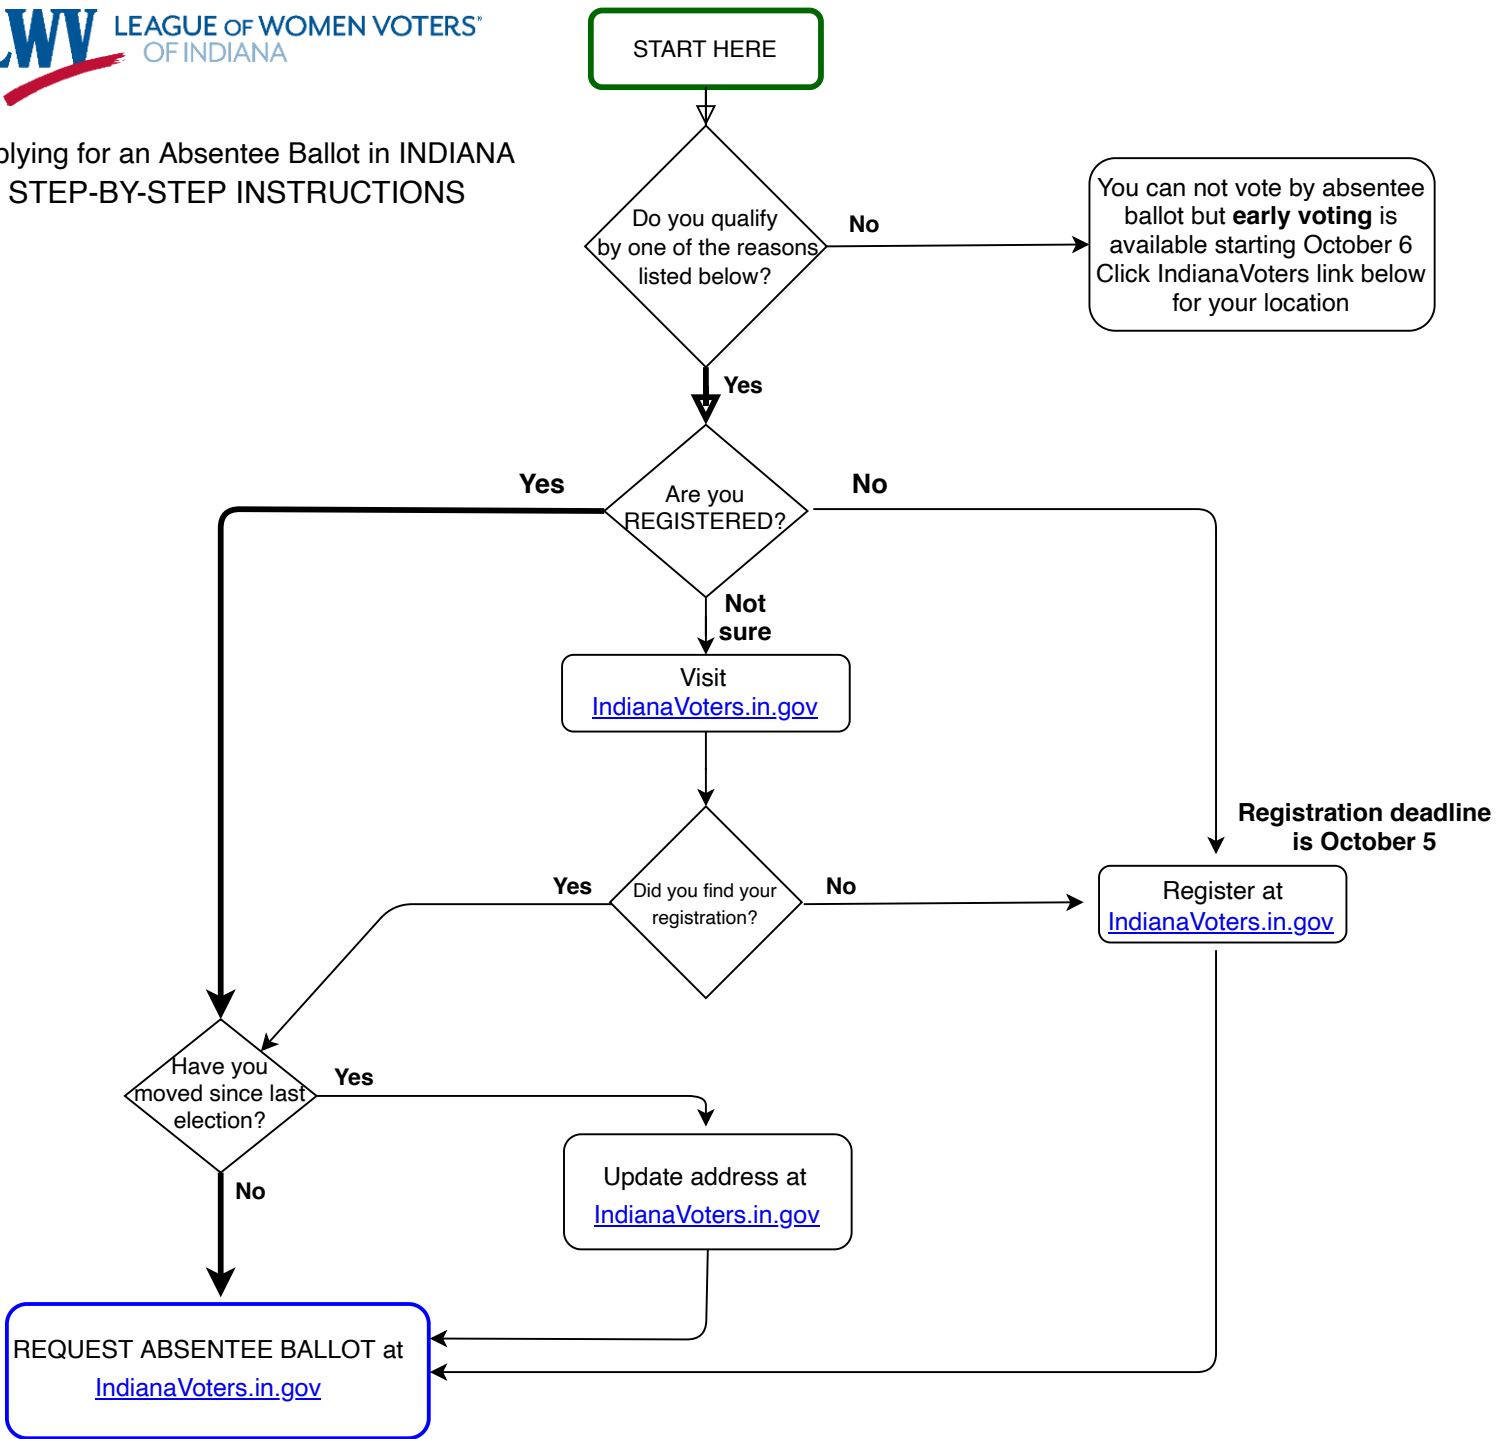 LWV LEAGUE OF WOMEN VOTERS®
OF INDIANA
START HERE
plying for an Absentee Ballot in INDIANA
STEP-BY-STEP INSTRUCTIONS
Do you qualify
by one of the reasons
listed below?
No
You can not vote by absentee
ballot but early voting is
available starting October 6
Click IndianaVoters link below
for your location
Yes
Are you
REGISTERED?
Yes
No
Not
sure
Visit
IndianaVoters.in.gov
Did you find your
registration?
Yes
No
Registration deadline
is October 5
Register at
IndianaVoters.in.gov
Have you
moved since last
election?
Yes
No
Update address at
IndianaVoters.in.gov
REQUEST ABSENTEE BALLOT at
IndianaVoters.in.gov